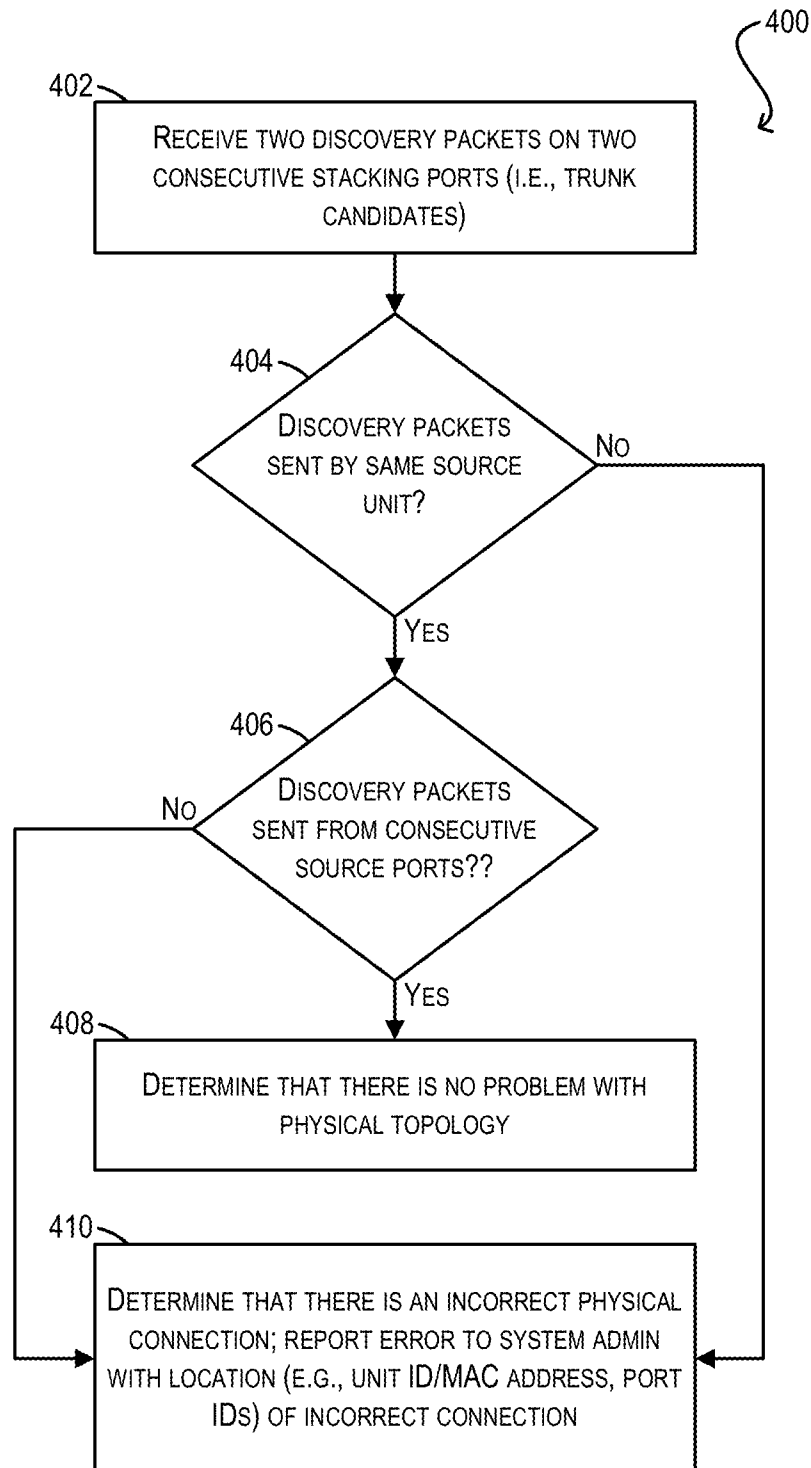 400
402
RECEIVE TWO DISCOVERY PACKETS ON TWO
CONSECUTIVE STACKING PORTS (I.E., TRUNK
CANDIDATES)
404
DISCOVERY PACKETS
SENT BY SAME SOURCE
UNIT?
NO
YES
406
DISCOVERY PACKETS
SENT FROM CONSECUTIVE
SOURCE PORTS??
NO
YES
408
DETERMINE THAT THERE IS NO PROBLEM WITH
PHYSICAL TOPOLOGY
410
DETERMINE THAT THERE IS AN INCORRECT PHYSICAL
CONNECTION; REPORT ERROR TO SYSTEM ADMIN
WITH LOCATION (E.G., UNIT ID/MAC ADDRESS, PORT
IDS) OF INCORRECT CONNECTION